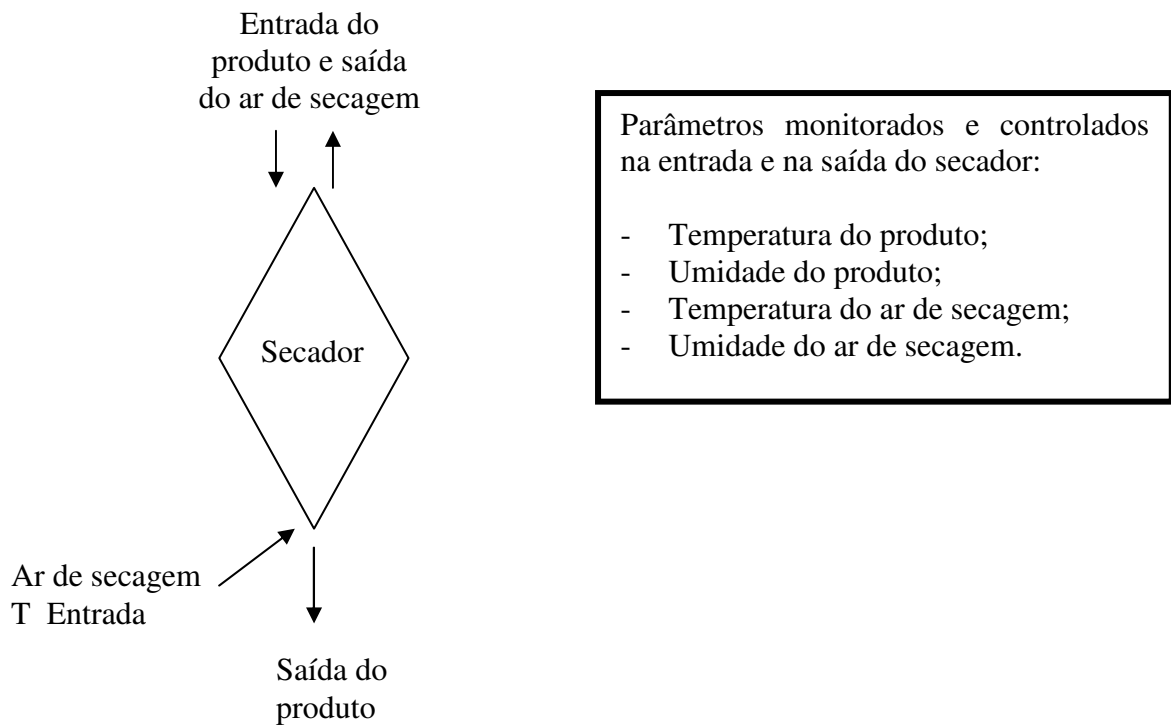 Entrada do
produto e saída
do ar de secagem
Parâmetros monitorados e controlados
na entrada e na saída do secador:
- Temperatura do produto;
- Umidade do produto;
- Temperatura do ar de secagem;
- Umidade do ar de secagem.
Secador
Ar de secagem
T Entrada
Saída do
produto